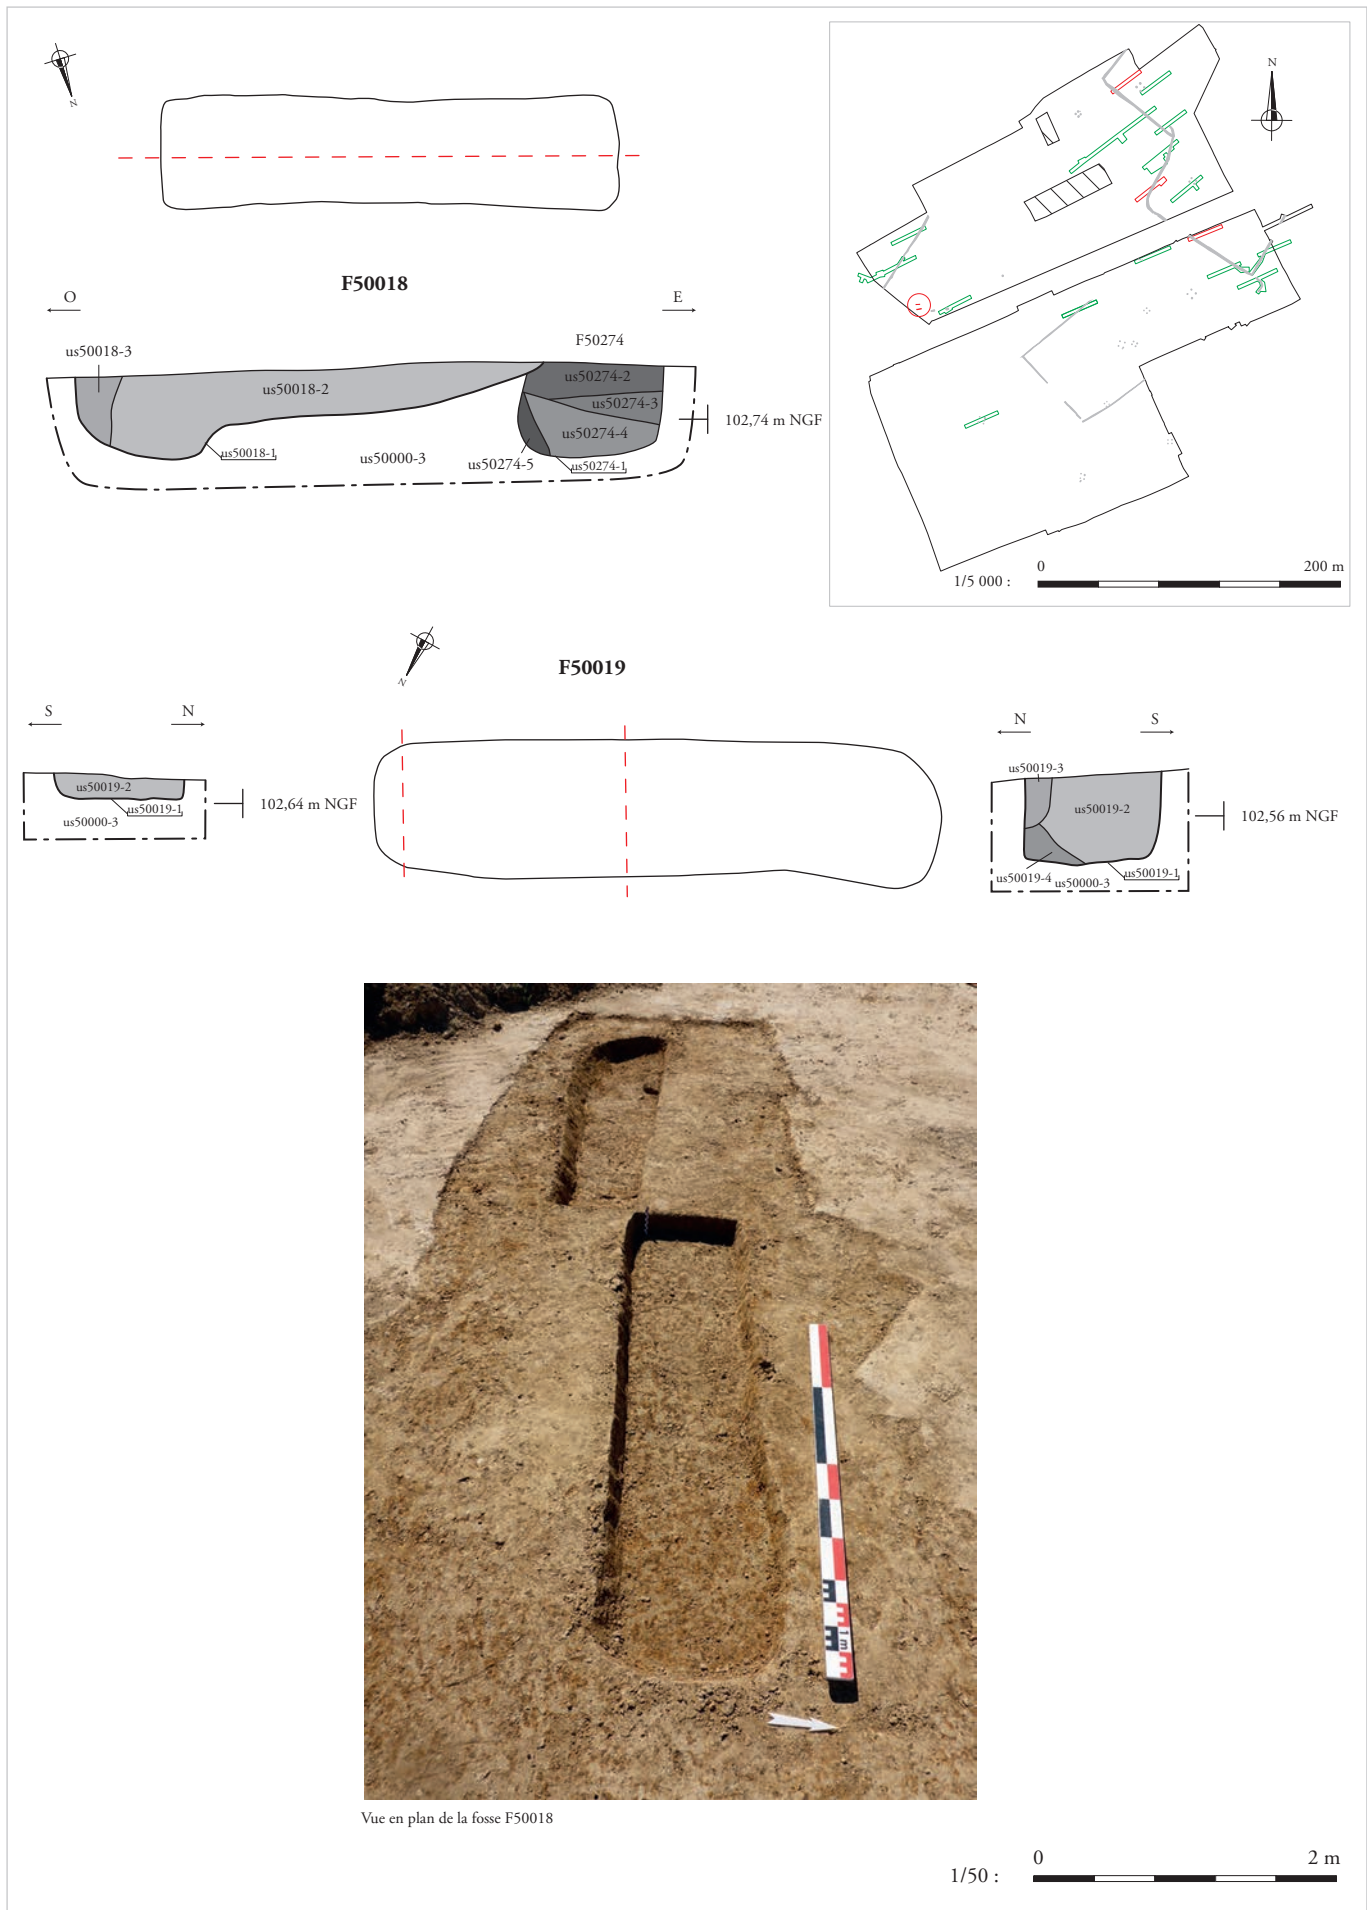 N
N
F50018
O
E
us50018-3
F50274
us50018-2
us50274-2
us50274-3
us50274-4
102,74 m NGF
us50018-1
us50000-3
us50274-5
us50274-1
0
200 m
1/5 000 :
N
F50019
S
N
us50019-2
us50019-1
us50000-3
102,64 m NGF
N
S
us50019-3
us50019-2
102,56 m NGF
us50019-4
us50000-3
us50019-1
1 m
Vue en plan de la fosse F50018
0
2 m
1/50 :